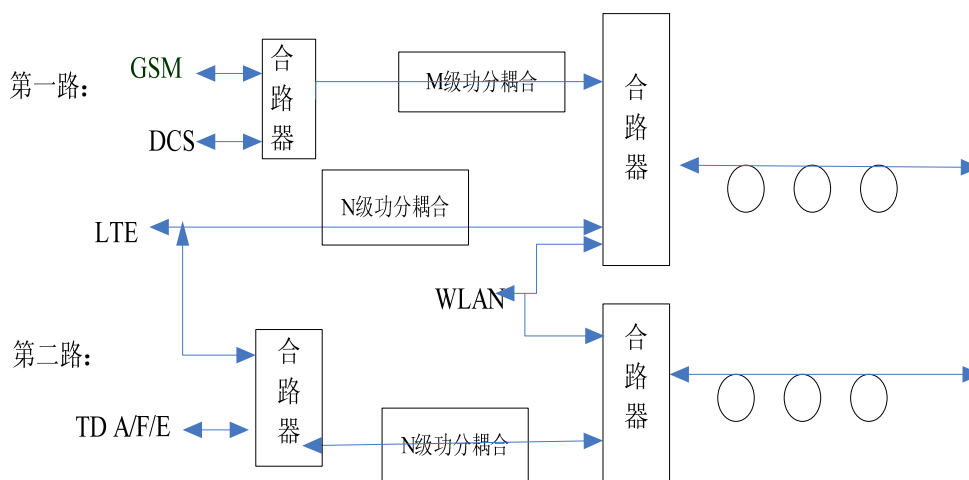 第一路：
GSM
DCS
合路器
M级功分耦合
合路器
N级功分耦合
LTE
WLAN
第二路：
TD A/F/E
合路器
N级功分耦合
合路器